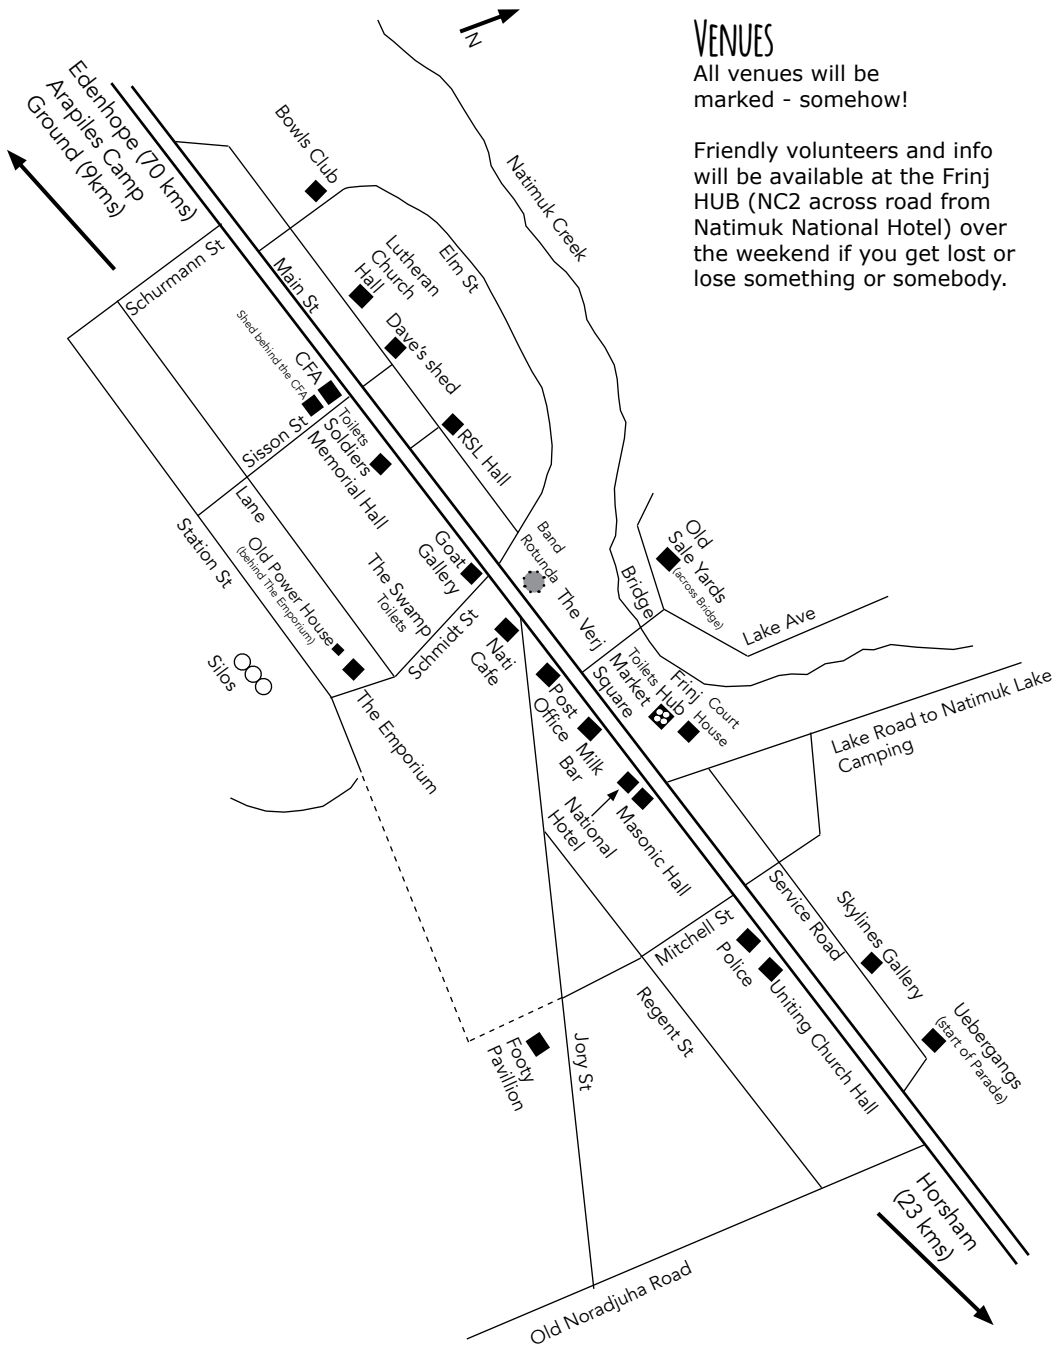 N
VENUES
All venues will be
marked - somehow!
Friendly volunteers and info
will be available at the Frinj
HUB (NC2 across road from
Natimuk National Hotel) over
the weekend if you get lost or
lose something or somebody.
Edenhope (70 kms)
Arapiles Camp
Ground (9kms)
Bowls Club
Natimuk Creek
Schurmann St
Main St
Lutheran
Church
Hall
Elm St
Dave's shed
Shed behind the CFA
CFA
Sisson St
Toilets
Soldiers
Memorial Hall
RSL Hall
Lane
Station St
Old Power House
(behind The Emporium)
The Swamp
Toilets
Goat
Gallery
Schmidt St
Band
Rotunda
The Verj
Bridge
Old
Sale Yards
(across Bridge)
Lake Ave
Silos
The Emporium
Nati
Cafe
Post
Office
Milk
Bar
Market
Square
Toilets
Frinj
Hub
Court
House
Lake Road to Natimuk Lake
Camping
National
Hotel
Masonic Hall
Mitchell St
Service Road
Police
Uniting Church Hall
Skylines Gallery
Uebergangs
(start of Parade)
Regent St
Jory St
Footy
Pavillion
Horsham
(23 kms)
Old Noradjuha Road